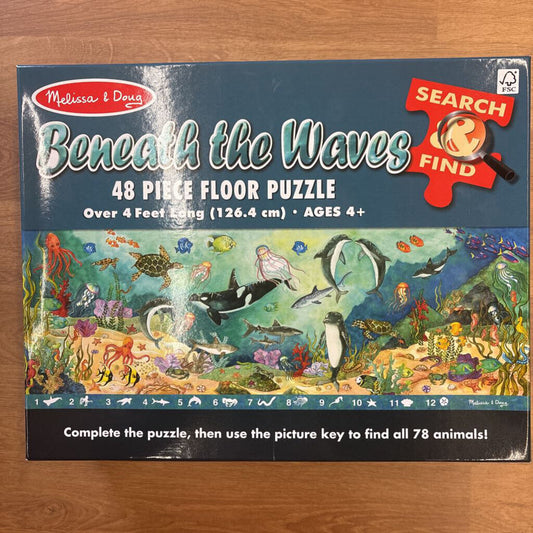 Melissa & Doug
FSC
SEARCH
&
FIND
Beneath the Waves
48 PIECE FLOOR PUZZLE
Over 4 Feet Long (126.4 cm) • AGES 4+
1 2 3 4 5 6 7 8 9 10 11 12
Melissa & Doug
Complete the puzzle, then use the picture key to find all 78 animals!